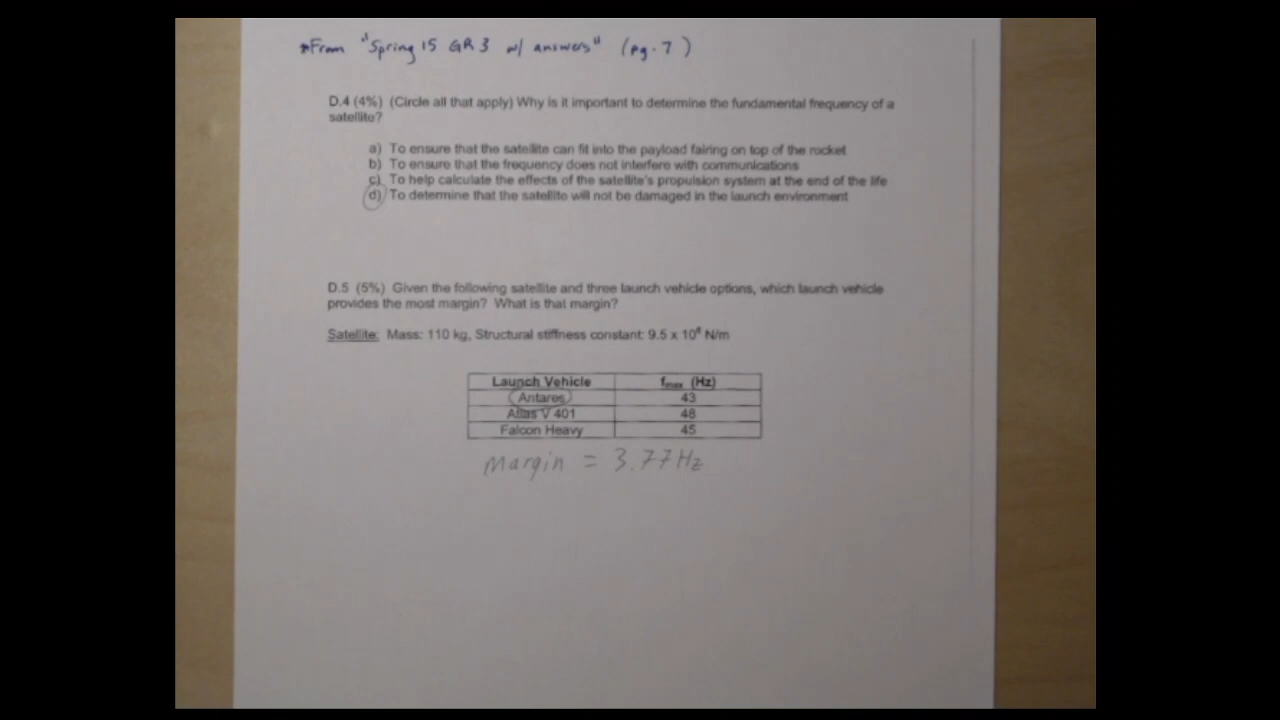 *From "Spring 15 GR3 w/ answers" (pg. 7)
D.4 (4%) (Circle all that apply) Why is it important to determine the fundamental frequency of a
satellite?
a) To ensure that the satellite can fit into the payload fairing on top of the rocket
b) To ensure that the frequency does not interfere with communications
c) To help calculate the effects of the satellite's propulsion system at the end of the life
d) To determine that the satellite will not be damaged in the launch environment
D.5 (5%) Given the following satellite and three launch vehicle options, which launch vehicle
provides the most margin? What is that margin?
Satellite: Mass: 110 kg, Structural stiffness constant: 9.5 x 10⁶ N/m
Launch Vehicle fmax (Hz)
Antares 43
Atlas V 401 48
Falcon Heavy 45
Margin = 3.77Hz